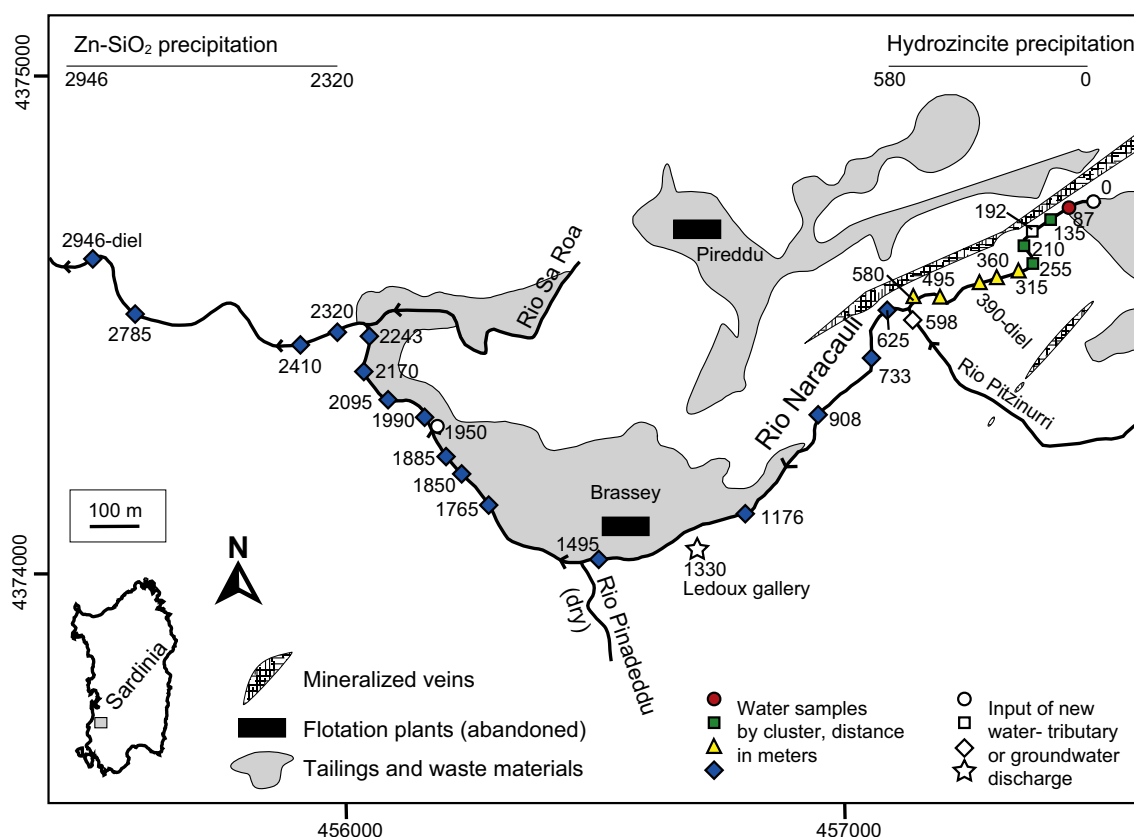 Zn-SiO₂ precipitation
2946 2320
Hydrozincite precipitation
580 0
4375000
4374000
456000
457000
0
87
135
192
210
255
315
360
390-diel
495
580
598
625
733
908
1176
1330
Ledoux gallery
1495
1765
1850
1885
1950
1990
2095
2170
2243
2320
2410
2785
2946-diel
Pireddu
Brassey
Rio Sa Roa
Rio Naracauli
Rio Pitzinurri
Rio Pinadeddu
(dry)
100 m
N
Sardinia
Mineralized veins
Flotation plants (abandoned)
Tailings and waste materials
Water samples
by cluster, distance
in meters
Input of new
water- tributary
or groundwater
discharge